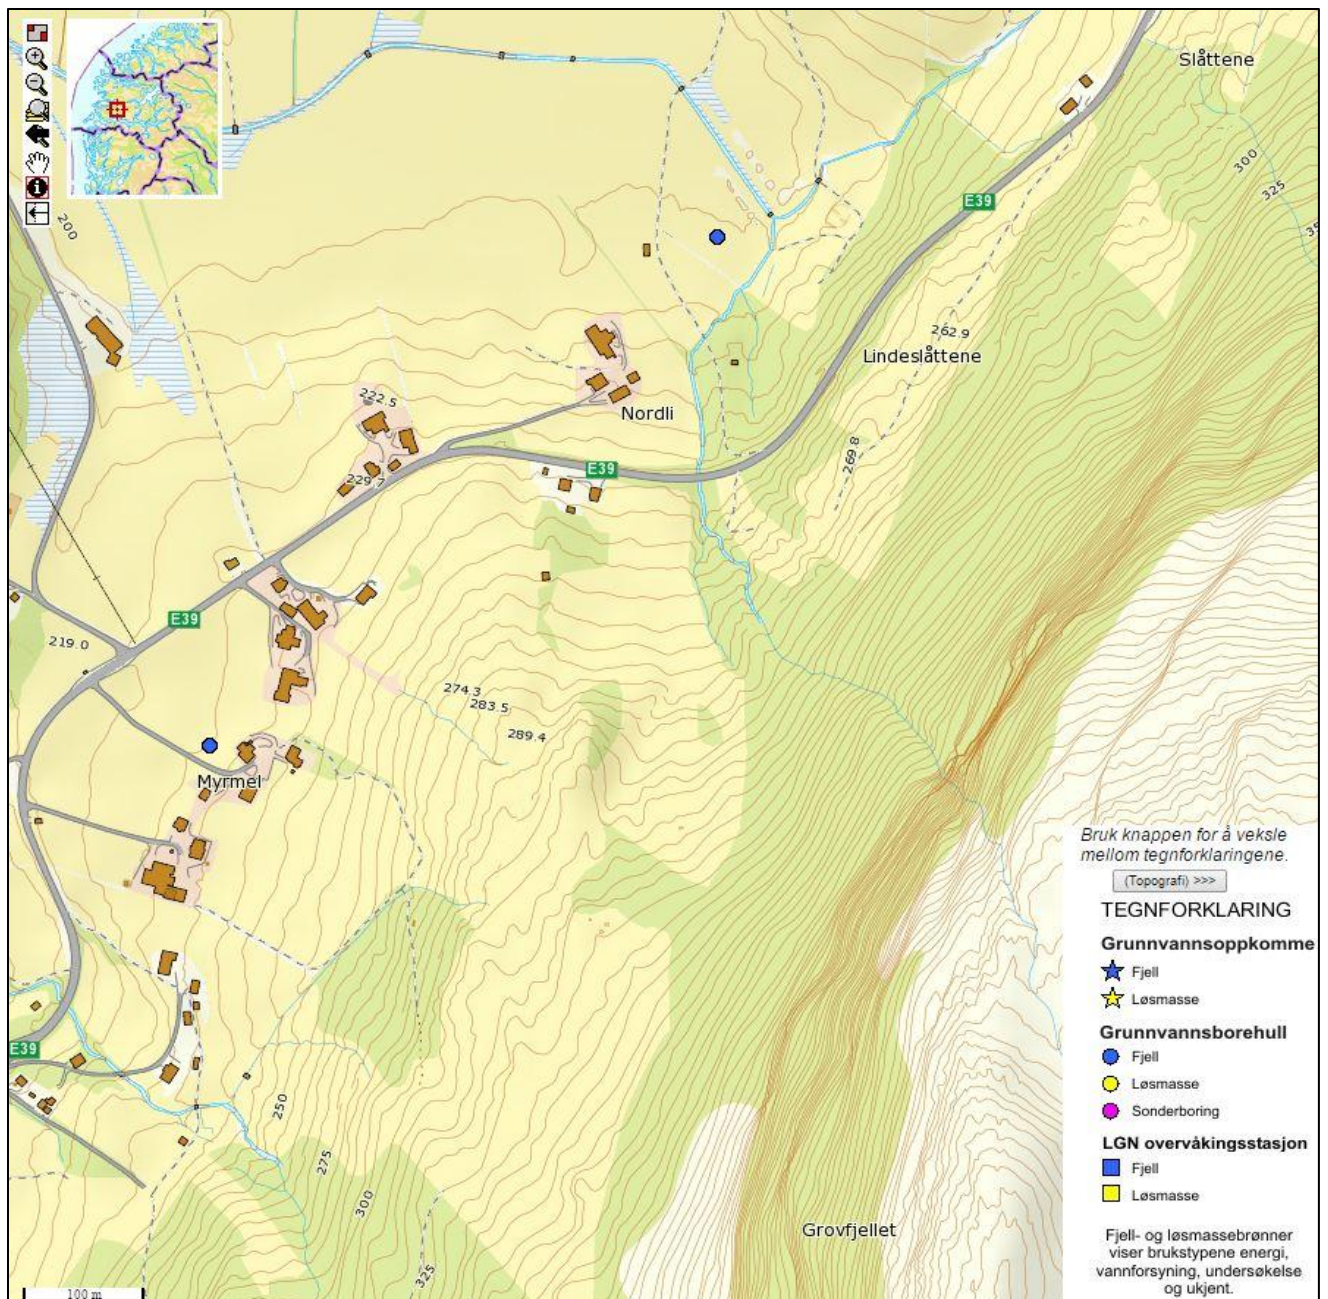 Slåttene
300
325
E39
200
262.9
Lindeslåttene
222.5
Nordli
269.8
E39
229.7
E39
219.0
274.3
283.5
289.4
Myrmel
E39
250
275
300
325
Grovfjellet
100 m
Bruk knappen for å veksle
mellom tegnforklaringene.
(Topografi) >>>
TEGNFORKLARING
Grunnvannsoppkomme
Fjell
Løsmasse
Grunnvannsborehull
Fjell
Løsmasse
Sonderboring
LGN overvåkingsstasjon
Fjell
Løsmasse
Fjell- og løsmassebrønner
viser brukstypene energi,
vannforsyning, undersøkelse
og ukjent.